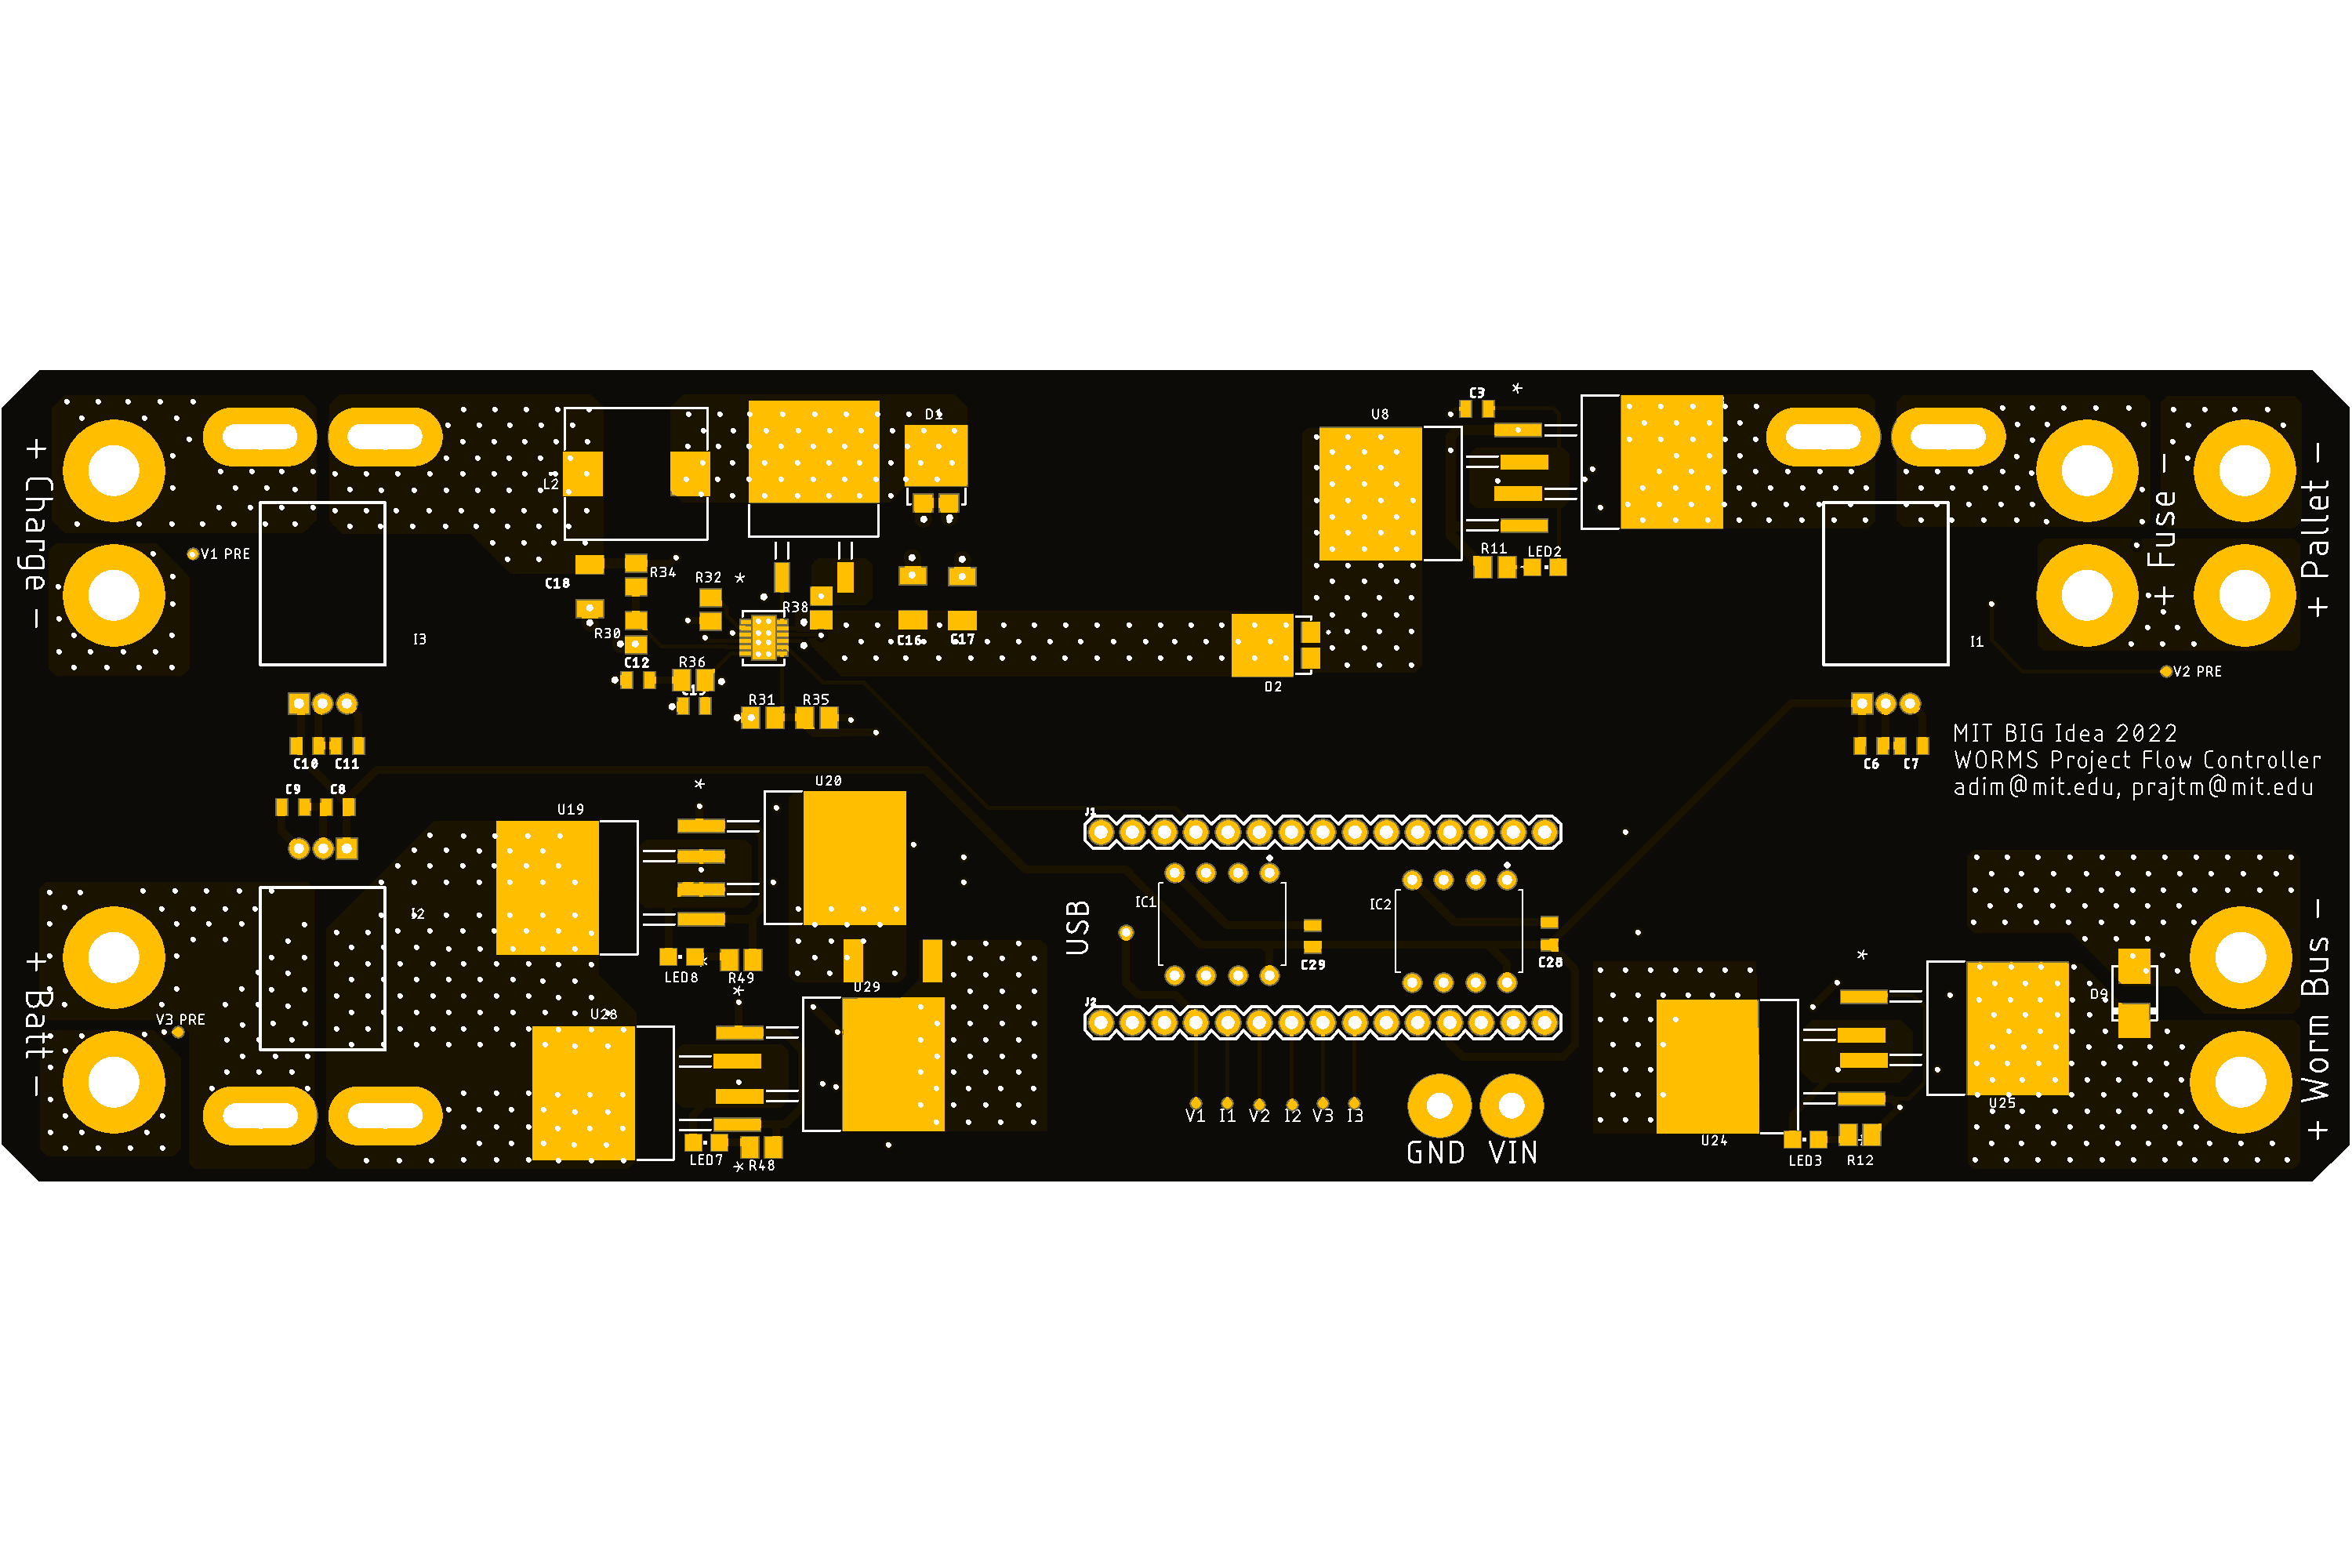 + Charge -
V1 PRE
L2
D1
C18
R34
R32
*
R30
R38
C12
R36
R31
R35
C16
C17
I3
C10
C11
C9
C8
U8
C3
*
R11
LED2
D2
+ Fuse -
+ Pallet -
I1
V2 PRE
C6
C7
MIT BIG Idea 2022
WORMS Project Flow Controller
adim@mit.edu, prajtm@mit.edu
U19
*
U20
I2
+ Batt -
V3 PRE
LED8
R49
*
U29
U28
LED7
R48
*
J1
USB
IC1
IC2
C29
C28
J2
V1 I1 V2 I2 V3 I3
GND VIN
*
D9
U25
U24
LED3
R12
+ Worm Bus -